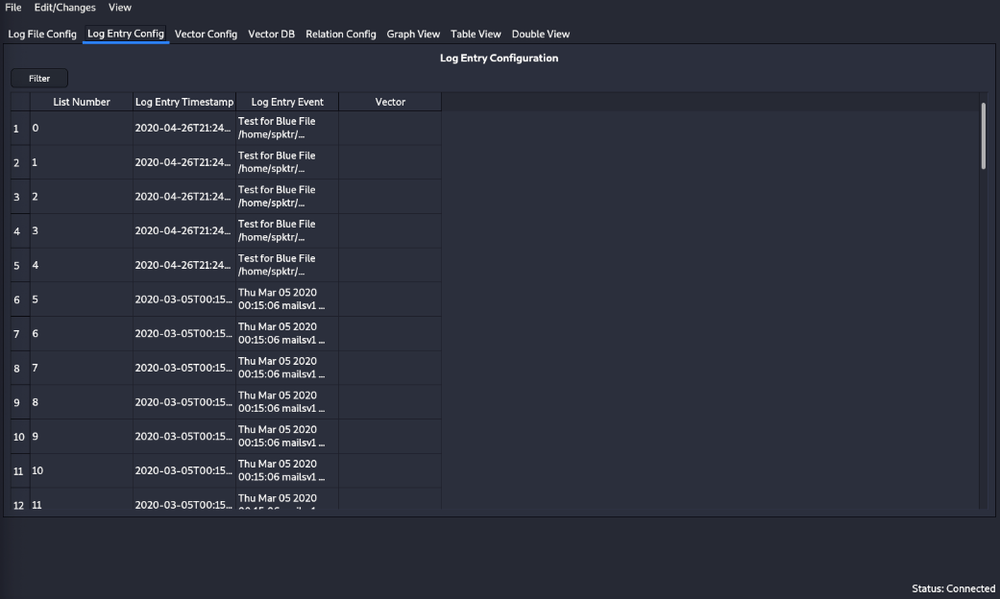 File Edit/Changes View
Log File Config Log Entry Config Vector Config Vector DB Relation Config Graph View Table View Double View
Log Entry Configuration
Filter
List Number Log Entry Timestamp Log Entry Event Vector
1 0 2020-04-26T21:24... Test for Blue File
/home/spktr/...
2 1 2020-04-26T21:24... Test for Blue File
/home/spktr/...
3 2 2020-04-26T21:24... Test for Blue File
/home/spktr/...
4 3 2020-04-26T21:24... Test for Blue File
/home/spktr/...
5 4 2020-04-26T21:24... Test for Blue File
/home/spktr/...
6 5 2020-03-05T00:15... Thu Mar 05 2020
00:15:06 mailsv1 ...
7 6 2020-03-05T00:15... Thu Mar 05 2020
00:15:06 mailsv1 ...
8 7 2020-03-05T00:15... Thu Mar 05 2020
00:15:06 mailsv1 ...
9 8 2020-03-05T00:15... Thu Mar 05 2020
00:15:06 mailsv1 ...
10 9 2020-03-05T00:15... Thu Mar 05 2020
00:15:06 mailsv1 ...
11 10 2020-03-05T00:15... Thu Mar 05 2020
00:15:06 mailsv1 ...
12 11 2020-03-05T00:15... Thu Mar 05 2020
Status: Connected